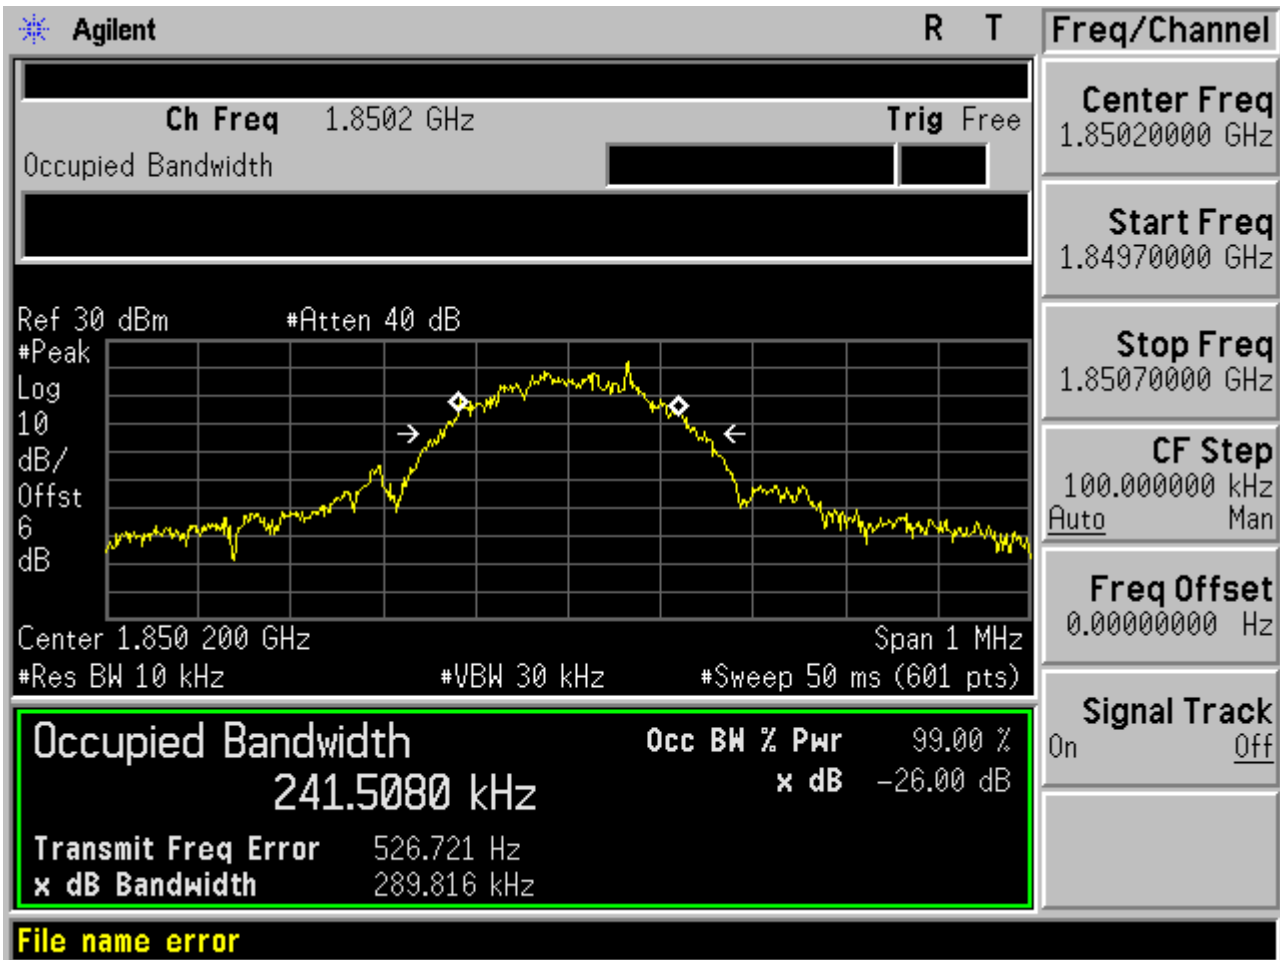 Agilent R T Freq/Channel
Ch Freq 1.8502 GHz Trig Free
Occupied Bandwidth
Center Freq
1.85020000 GHz
Start Freq
1.84970000 GHz
Stop Freq
1.85070000 GHz
CF Step
100.000000 kHz
Auto Man
Freq Offset
0.00000000 Hz
Signal Track
On Off
Ref 30 dBm #Atten 40 dB
#Peak
Log
10
dB/
Offst
6
dB
Center 1.850 200 GHz Span 1 MHz
#Res BW 10 kHz #VBW 30 kHz #Sweep 50 ms (601 pts)
Occupied Bandwidth Occ BW % Pwr 99.00 %
241.5080 kHz x dB -26.00 dB
Transmit Freq Error 526.721 Hz
x dB Bandwidth 289.816 kHz
File name error